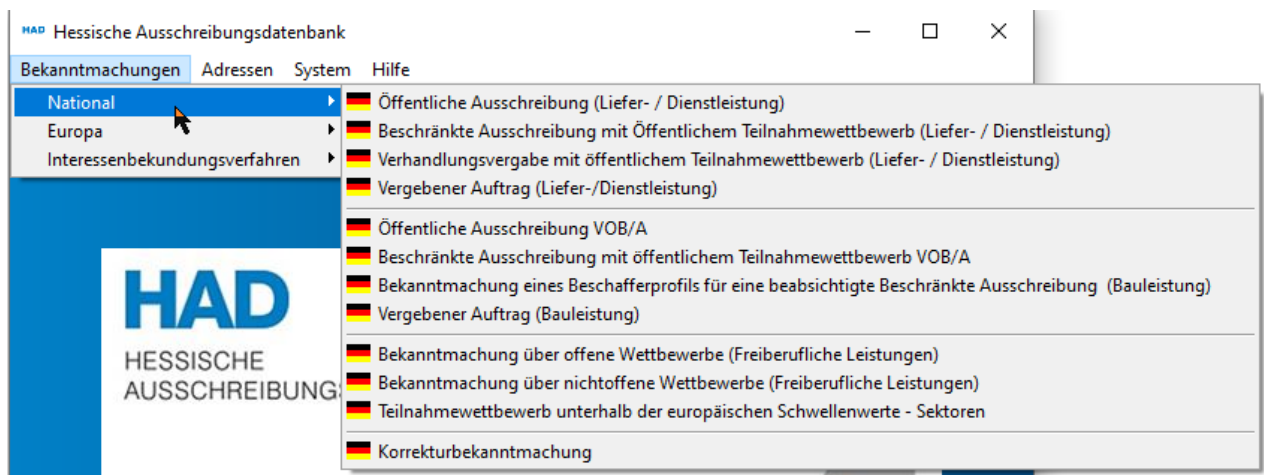 HAD Hessische Ausschreibungsdatenbank
Bekanntmachungen Adressen System Hilfe
National
Europa
Interessenbekundungsverfahren
Öffentliche Ausschreibung (Liefer- / Dienstleistung)
Beschränkte Ausschreibung mit Öffentlichem Teilnahmewettbewerb (Liefer- / Dienstleistung)
Verhandlungsvergabe mit öffentlichem Teilnahmewettbewerb (Liefer- / Dienstleistung)
Vergebener Auftrag (Liefer-/Dienstleistung)
Öffentliche Ausschreibung VOB/A
Beschränkte Ausschreibung mit öffentlichem Teilnahmewettbewerb VOB/A
Bekanntmachung eines Beschafferprofils für eine beabsichtigte Beschränkte Ausschreibung (Bauleistung)
Vergebener Auftrag (Bauleistung)
Bekanntmachung über offene Wettbewerbe (Freiberufliche Leistungen)
Bekanntmachung über nichtoffene Wettbewerbe (Freiberufliche Leistungen)
Teilnahmewettbewerb unterhalb der europäischen Schwellenwerte - Sektoren
Korrekturbekanntmachung
HAD
HESSISCHE
AUSSCHREIBUNG